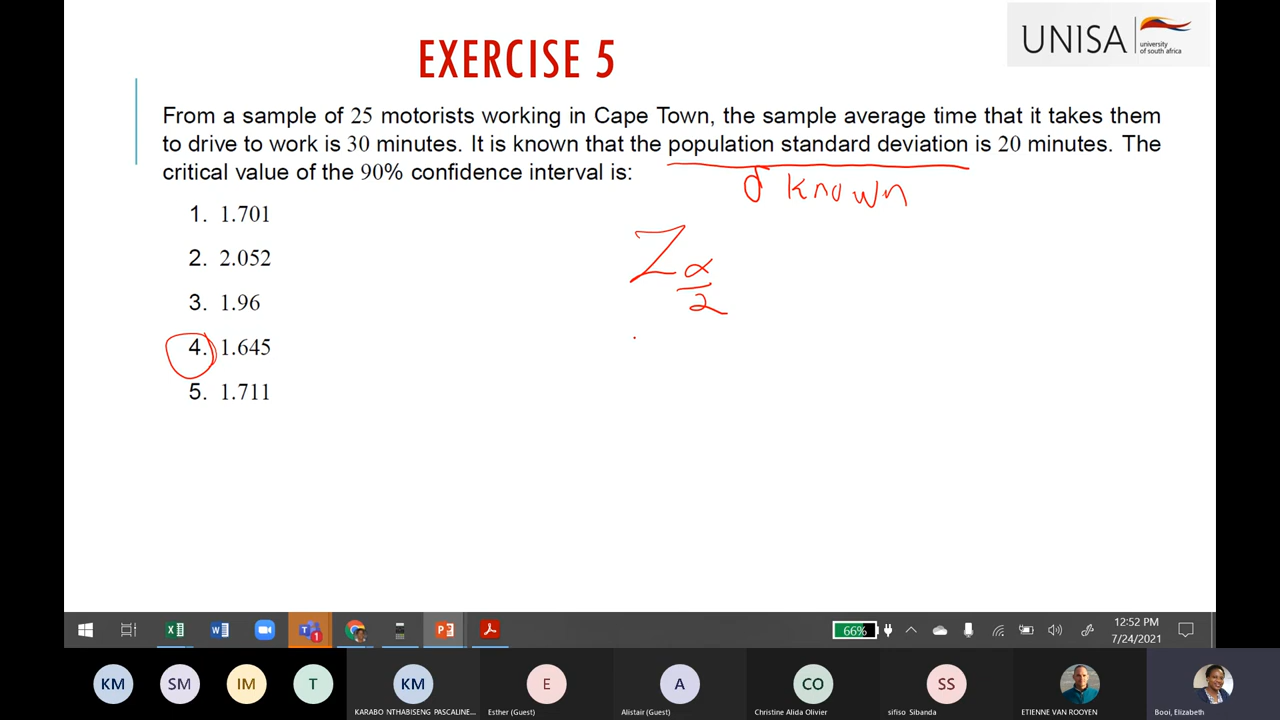 EXERCISE 5
UNISA
university
of south africa
From a sample of 25 motorists working in Cape Town, the sample average time that it takes them
to drive to work is 30 minutes. It is known that the population standard deviation is 20 minutes. The
critical value of the 90% confidence interval is:
σ known
1. 1.701
Z α/2
2. 2.052
3. 1.96
4. 1.645
5. 1.711
66%
12:52 PM
7/24/2021
1
KM
SM
IM
T
KM
KARABO NTHABISENG PASCALINE...
E
Esther (Guest)
A
Alistair (Guest)
CO
Christine Alida Olivier
SS
sifiso Sibanda
ETIENNE VAN ROOYEN
Booi, Elizabeth